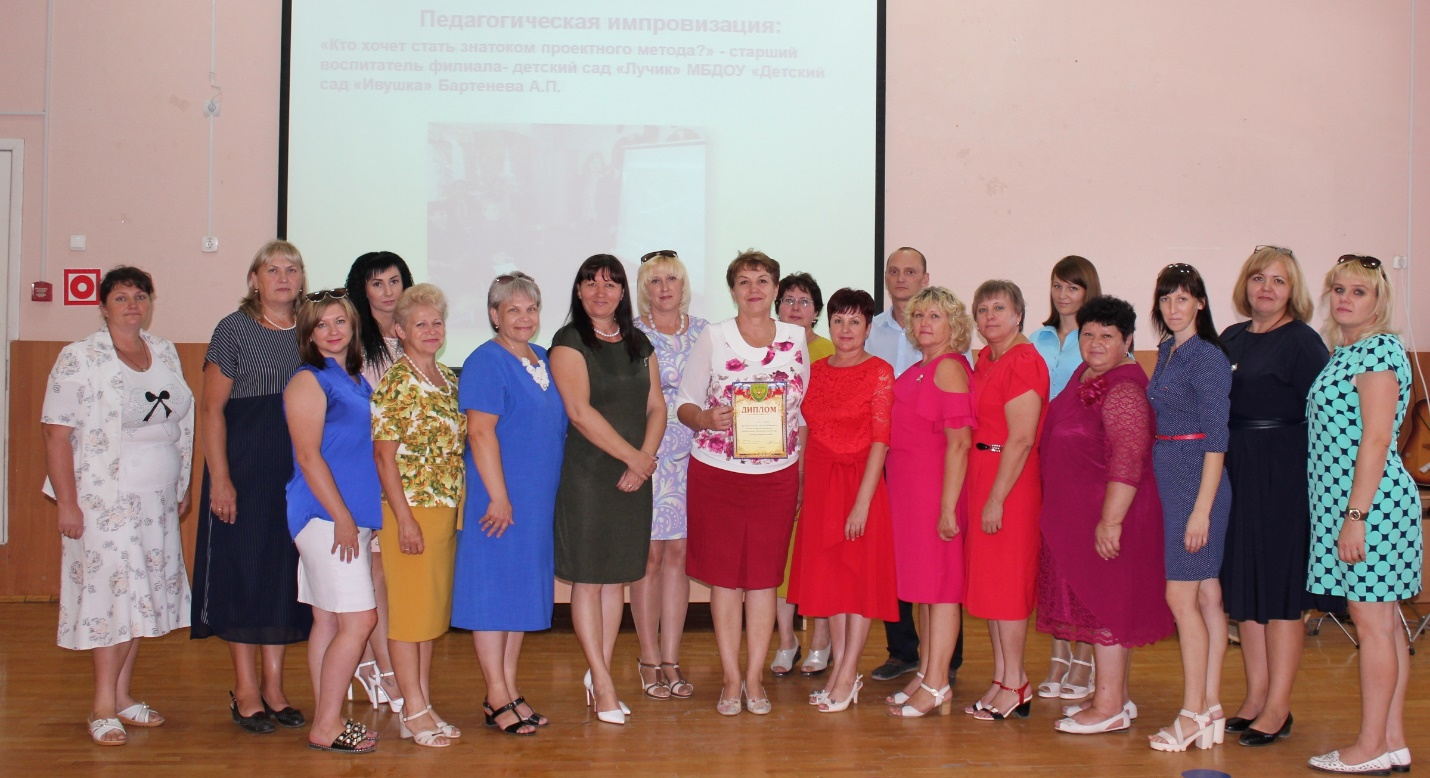 Педагогическая импровизация:
«Кто хочет стать знатоком проектного метода?» - старший
воспитатель филиала- детский сад «Лучик» МБДОУ «Детский
сад «Ивушка» Бартенева А.П.
ДИПЛОМ